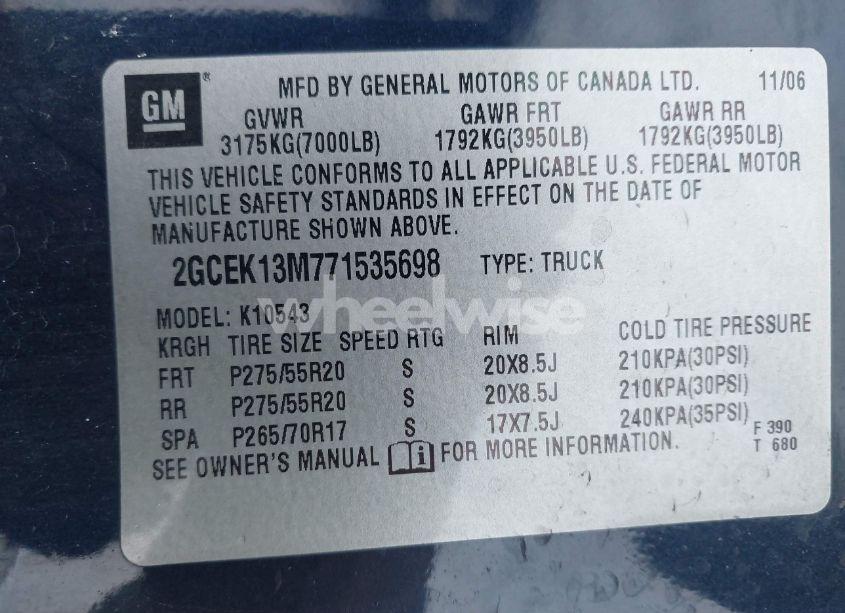 GM ® MFD BY GENERAL MOTORS OF CANADA LTD. 11/06
GVWR GAWR FRT GAWR RR
3175KG(7000LB) 1792KG(3950LB) 1792KG(3950LB)
THIS VEHICLE CONFORMS TO ALL APPLICABLE U.S. FEDERAL MOTOR
VEHICLE SAFETY STANDARDS IN EFFECT ON THE DATE OF
MANUFACTURE SHOWN ABOVE.
2GCEK13M771535698 TYPE: TRUCK
wheelwise
MODEL: K10543
KRGH TIRE SIZE SPEED RTG RIM COLD TIRE PRESSURE
FRT P275/55R20 S 20X8.5J 210KPA(30PSI)
RR P275/55R20 S 20X8.5J 210KPA(30PSI)
SPA P265/70R17 S 17X7.5J 240KPA(35PSI)
F 390
T 680
SEE OWNER'S MANUAL i FOR MORE INFORMATION.